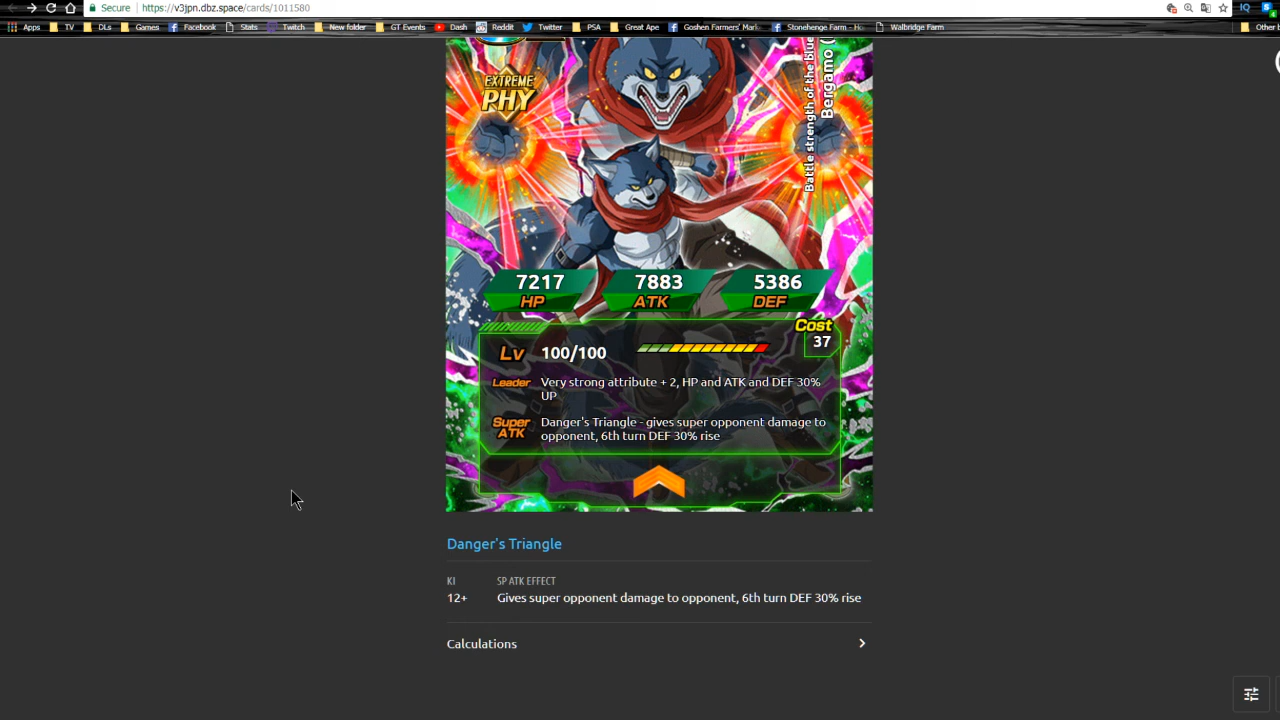 Secure https://v3jpn.dbz.space/cards/1011580
Apps TV DLs Games Facebook New folder Stats Twitch GT Events Dash Reddit Twitter PSA Great Ape Goshen Farmers' Mark Stonehenge Farm - Ho Walbridge Farm Other b
EXTREME
PHY
Battle strength of the blue
Bergamo
7217 7883 5386
HP ATK DEF
Cost
37
Lv 100/100
Leader Very strong attribute + 2, HP and ATK and DEF 30%
UP
Super Danger's Triangle - gives super opponent damage to
ATK opponent, 6th turn DEF 30% rise
Danger's Triangle
KI SP ATK EFFECT
12+ Gives super opponent damage to opponent, 6th turn DEF 30% rise
Calculations